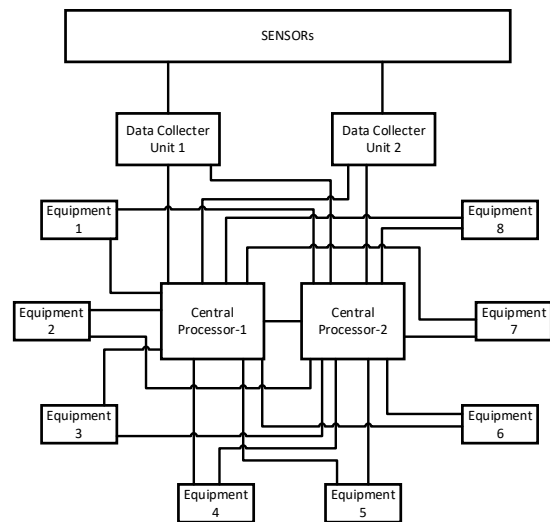 SENSORs
Data Collecter
Unit 1
Data Collecter
Unit 2
Equipment
1
Equipment
8
Central
Processor-1
Central
Processor-2
Equipment
2
Equipment
7
Equipment
3
Equipment
6
Equipment
4
Equipment
5